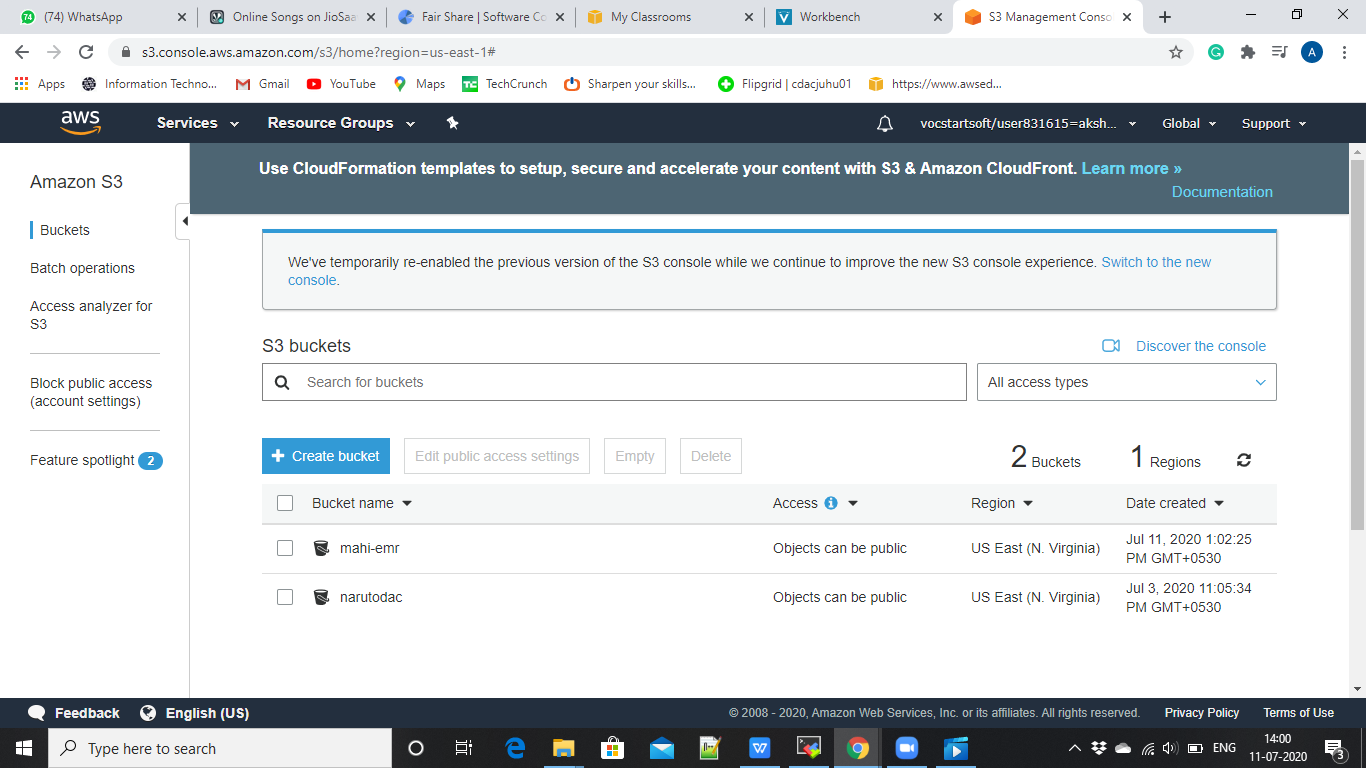 74
(74) WhatsApp
Online Songs on JioSaa
Fair Share | Software Co
My Classrooms
Workbench
S3 Management Conso
s3.console.aws.amazon.com/s3/home?region=us-east-1#
A
Apps
Information Techno...
Gmail
YouTube
Maps
TechCrunch
Sharpen your skills...
Flipgrid | cdacjuhu01
https://www.awsed...
aws
Services
Resource Groups
vocstartsoft/user831615=aksh...
Global
Support
Amazon S3
Buckets
Batch operations
Access analyzer for
S3
Block public access
(account settings)
Feature spotlight 2
Use CloudFormation templates to setup, secure and accelerate your content with S3 & Amazon CloudFront. Learn more »
Documentation
We've temporarily re-enabled the previous version of the S3 console while we continue to improve the new S3 console experience. Switch to the new
console.
S3 buckets
Discover the console
Search for buckets
All access types
Create bucket
Edit public access settings
Empty
Delete
2 Buckets
1 Regions
Bucket name
Access
Region
Date created
mahi-emr
Objects can be public
US East (N. Virginia)
Jul 11, 2020 1:02:25
PM GMT+0530
narutodac
Objects can be public
US East (N. Virginia)
Jul 3, 2020 11:05:34
PM GMT+0530
Feedback
English (US)
© 2008 - 2020, Amazon Web Services, Inc. or its affiliates. All rights reserved.
Privacy Policy
Terms of Use
Type here to search
ENG
14:00
11-07-2020
3